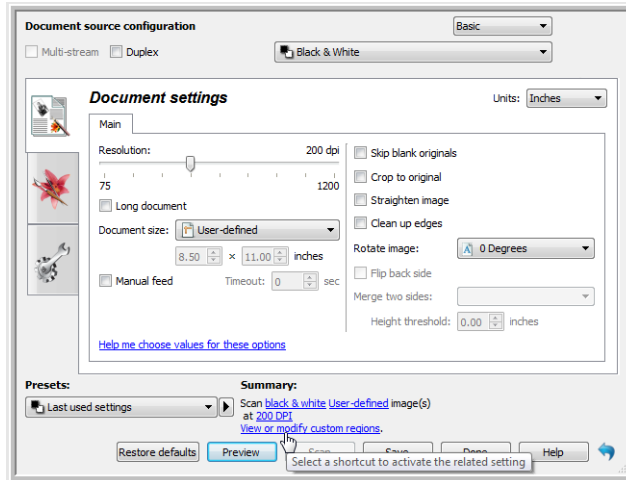 Document source configuration
Basic
Multi-stream
Duplex
Black & White
Document settings
Units: Inches
Main
Resolution: 200 dpi
75 1200
Long document
Document size: User-defined
8.50 × 11.00 inches
Manual feed Timeout: 0 sec
Help me choose values for these options
Skip blank originals
Crop to original
Straighten image
Clean up edges
Rotate image: 0 Degrees
Flip back side
Merge two sides:
Height threshold: 0.00 inches
Presets:
Last used settings
Summary:
Scan black & white User-defined image(s)
at 200 DPI
View or modify custom regions.
Restore defaults Preview Scan Save Done Help
Select a shortcut to activate the related setting